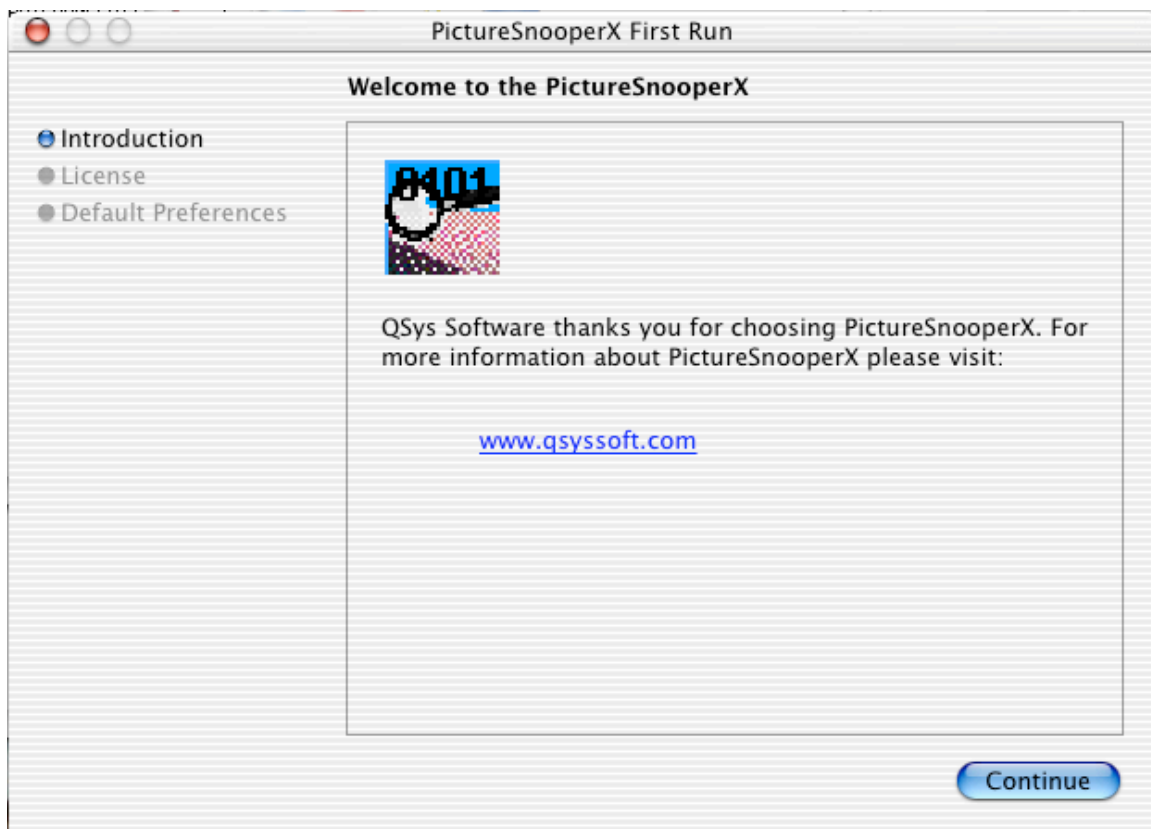 PictureSnooperX First Run
Welcome to the PictureSnooperX
Introduction
License
Default Preferences
0101
QSys Software thanks you for choosing PictureSnooperX. For
more information about PictureSnooperX please visit:
www.qsyssoft.com
Continue